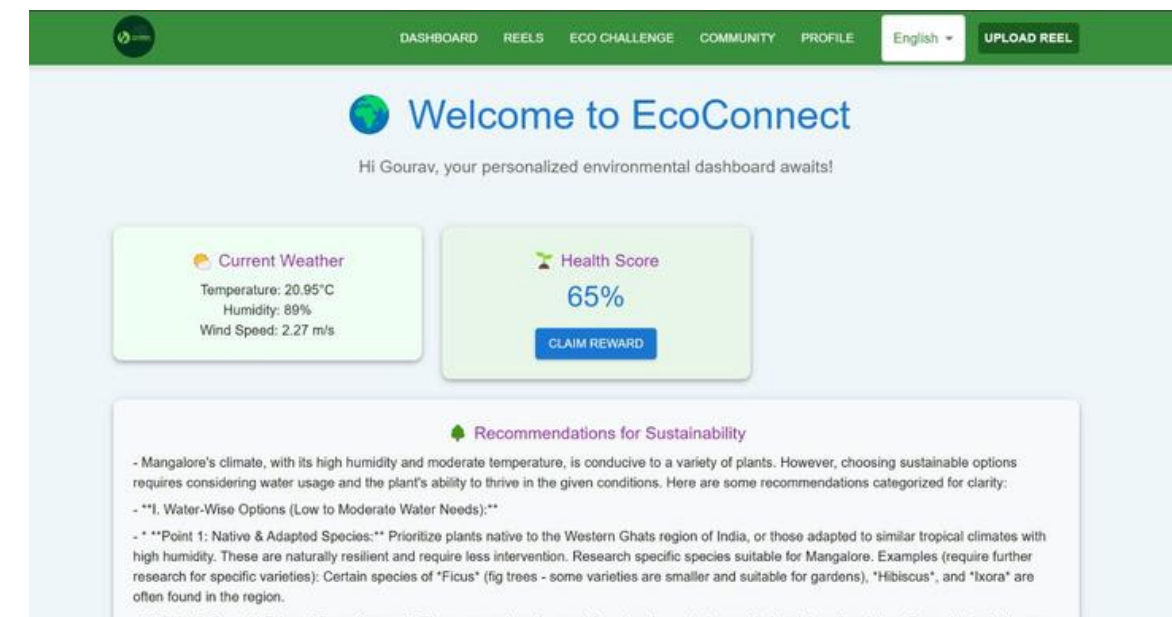 DASHBOARD REELS ECO CHALLENGE COMMUNITY PROFILE English UPLOAD REEL
Welcome to EcoConnect
Hi Gourav, your personalized environmental dashboard awaits!
Current Weather
Temperature: 20.95°C
Humidity: 89%
Wind Speed: 2.27 m/s
Health Score
65%
CLAIM REWARD
Recommendations for Sustainability
- Mangalore's climate, with its high humidity and moderate temperature, is conducive to a variety of plants. However, choosing sustainable options
requires considering water usage and the plant's ability to thrive in the given conditions. Here are some recommendations categorized for clarity:
- **I. Water-Wise Options (Low to Moderate Water Needs):**
- * **Point 1: Native & Adapted Species:** Prioritize plants native to the Western Ghats region of India, or those adapted to similar tropical climates with
high humidity. These are naturally resilient and require less intervention. Research specific species suitable for Mangalore. Examples (require further
research for specific varieties): Certain species of *Ficus* (fig trees - some varieties are smaller and suitable for gardens), *Hibiscus*, and *Ixora* are
often found in the region.